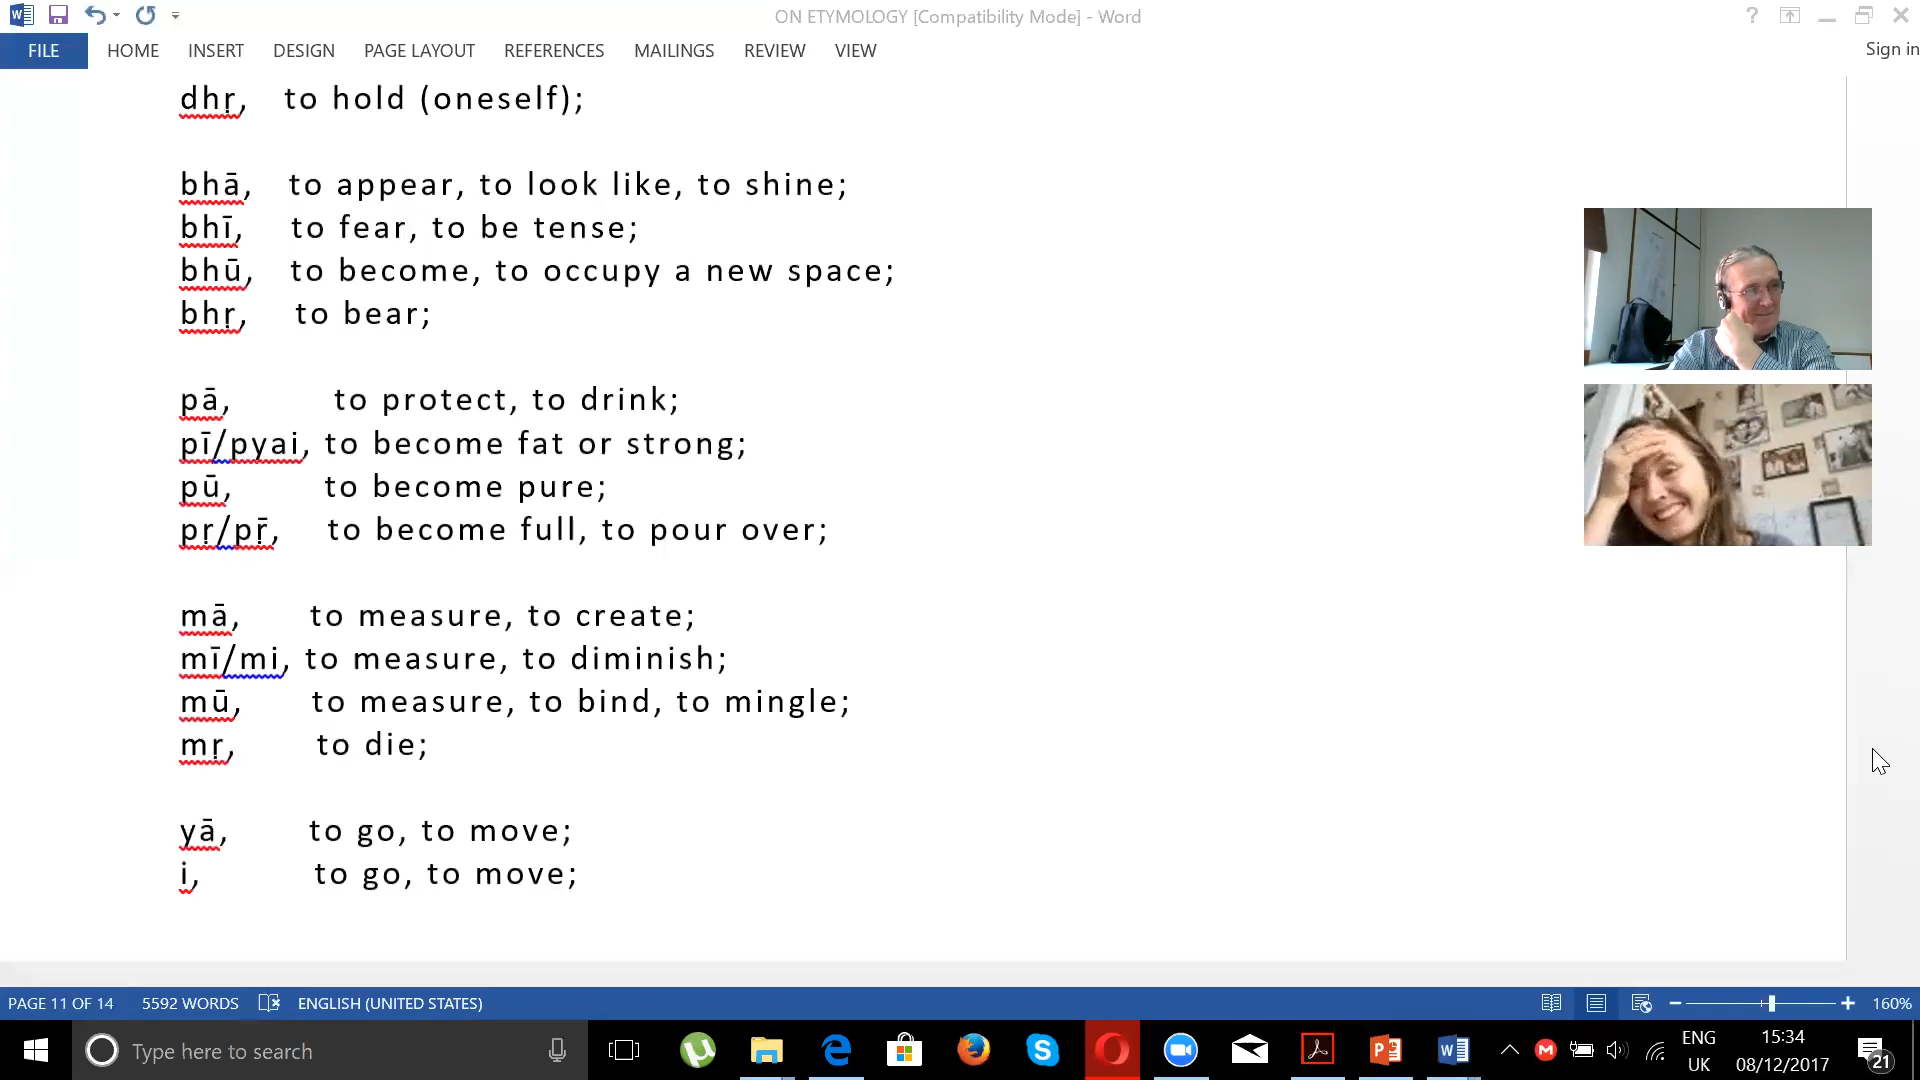 ON ETYMOLOGY [Compatibility Mode] - Word
FILE HOME INSERT DESIGN PAGE LAYOUT REFERENCES MAILINGS REVIEW VIEW Sign in
dhṛ, to hold (oneself);
bhā, to appear, to look like, to shine;
bhī, to fear, to be tense;
bhū, to become, to occupy a new space;
bhṛ, to bear;
pā, to protect, to drink;
pī/pyai, to become fat or strong;
pū, to become pure;
pṛ/pṝ, to become full, to pour over;
mā, to measure, to create;
mī/mi, to measure, to diminish;
mū, to measure, to bind, to mingle;
mṛ, to die;
yā, to go, to move;
i, to go, to move;
PAGE 11 OF 14 5592 WORDS ENGLISH (UNITED STATES) 160%
Type here to search
ENG 15:34
UK 08/12/2017 21